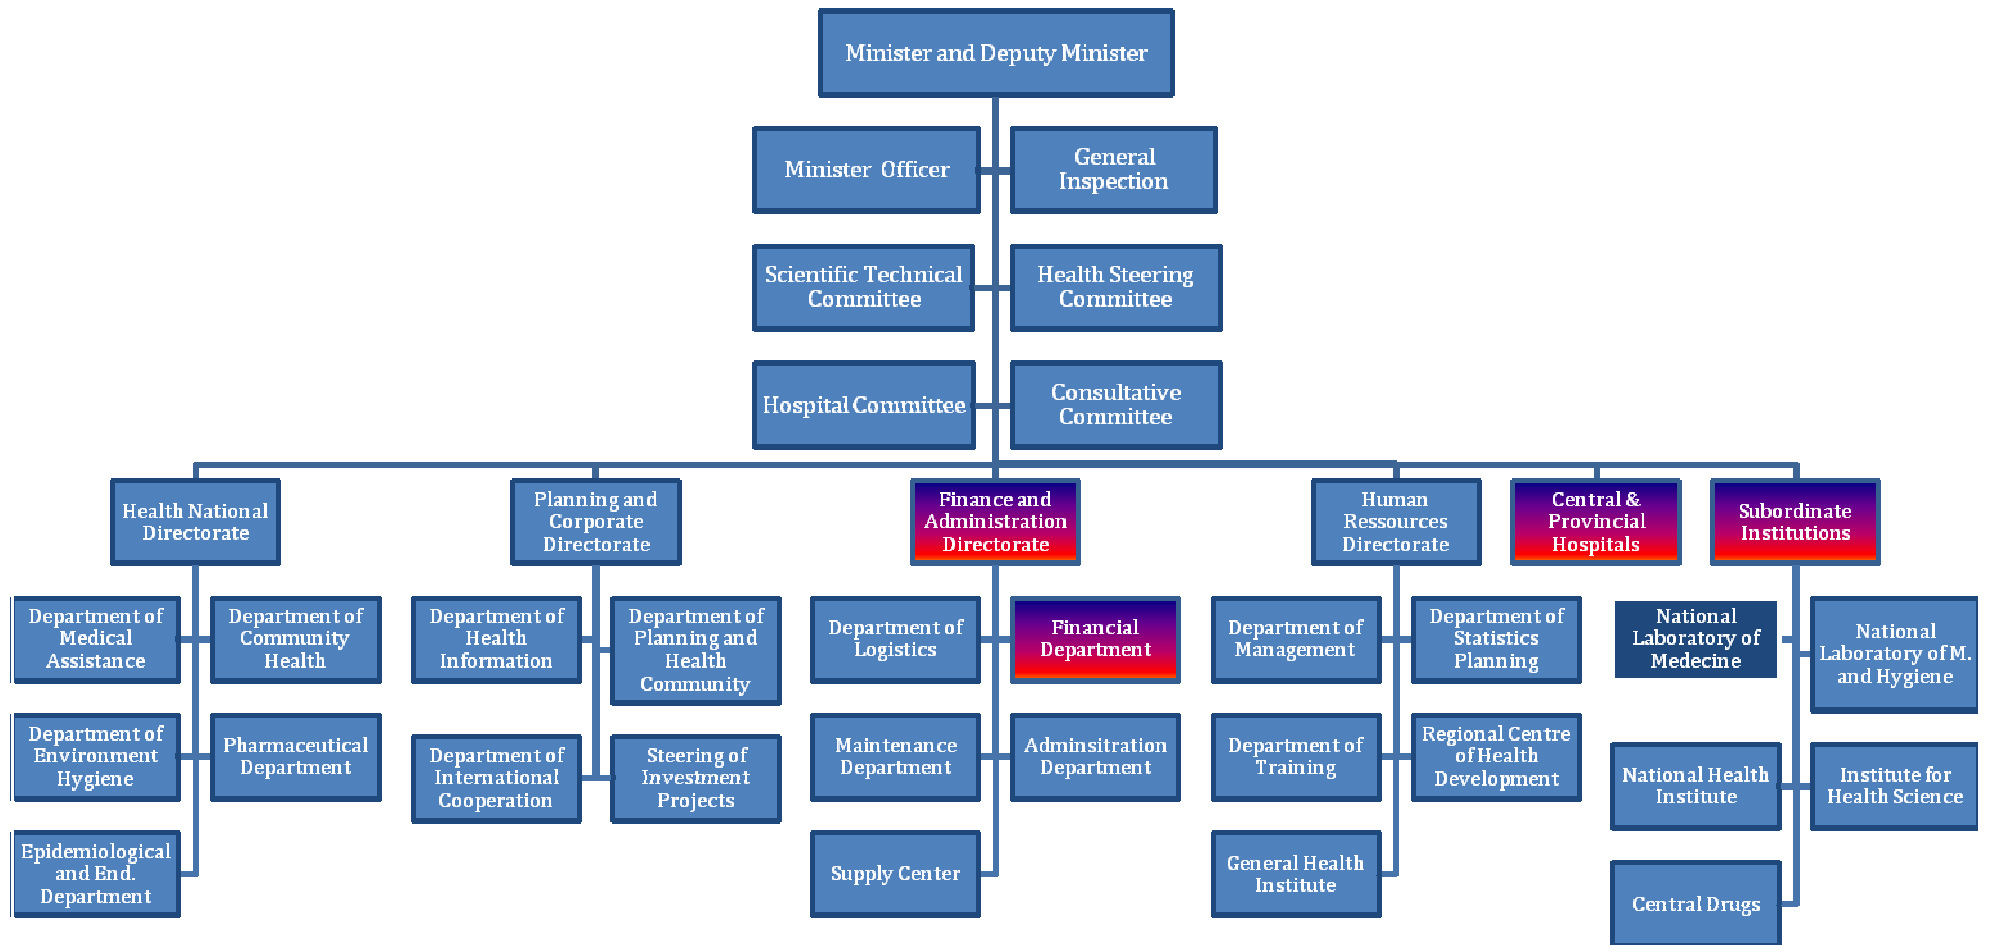 Minister and Deputy Minister
Minister Officer
General
Inspection
Scientific Technical
Committee
Health Steering
Committee
Hospital Committee
Consultative
Committee
Health National
Directorate
Planning and
Corporate
Directorate
Finance and
Administration
Directorate
Human
Ressources
Directorate
Central &
Provincial
Hospitals
Subordinate
Institutions
Department of
Medical
Assistance
Department of
Community
Health
Department of
Health
Information
Department of
Planning and
Health
Community
Department of
Logistics
Financial
Department
Department of
Management
Department of
Statistics
Planning
National
Laboratory of
Medecine
National
Laboratory of M.
and Hygiene
Department of
Environment
Hygiene
Pharmaceutical
Department
Department of
International
Cooperation
Steering of
Investment
Projects
Maintenance
Department
Adminsitration
Department
Department of
Training
Regional Centre
of Health
Development
National Health
Institute
Institute for
Health Science
Epidemiological
and End.
Department
Supply Center
General Health
Institute
Central Drugs